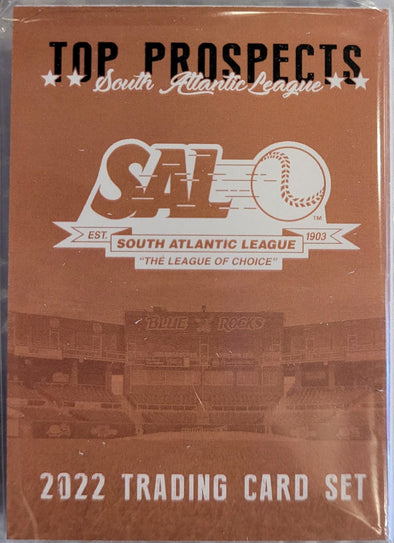 TOP PROSPECTS
South Atlantic League
SAL
TM
EST. SOUTH ATLANTIC LEAGUE 1903
"THE LEAGUE OF CHOICE"
BLUE ROCKS
2022 TRADING CARD SET